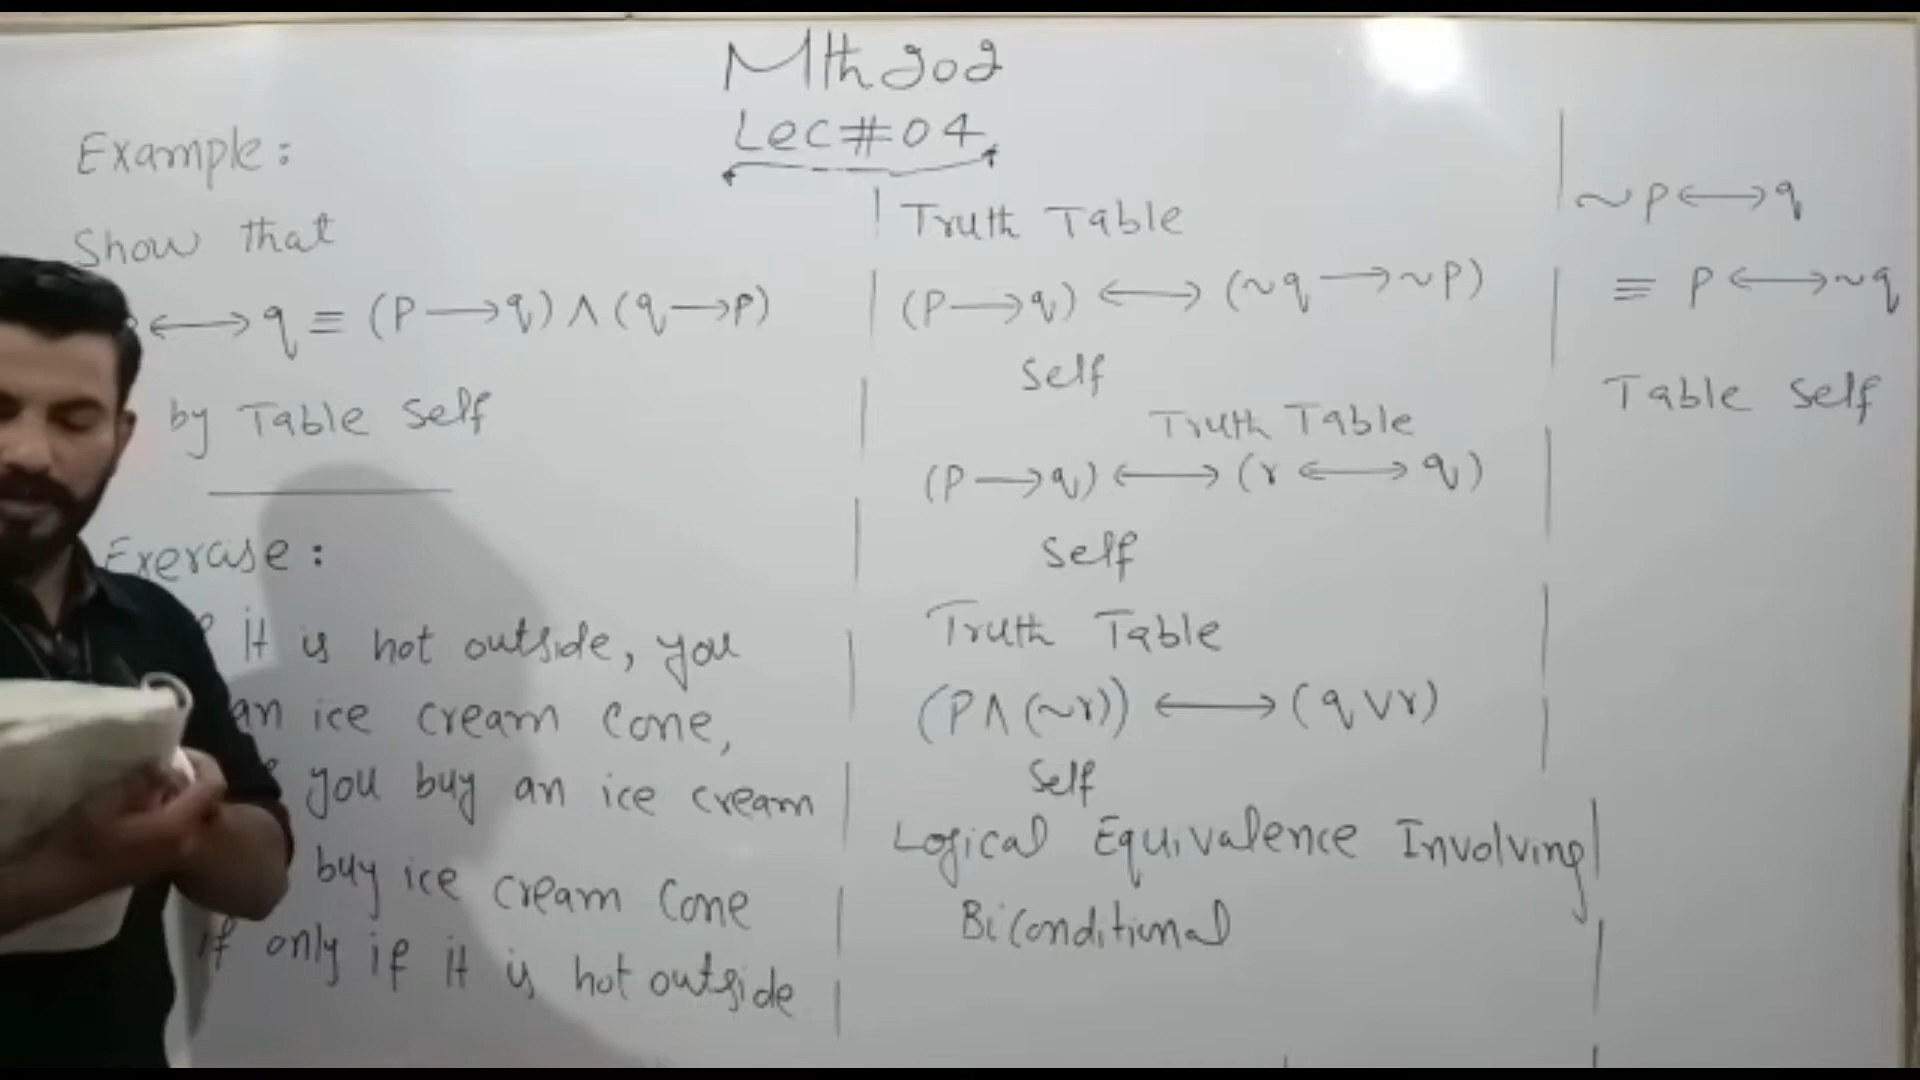 Mth202
Lec#04
Example:
Show that
⟷ q ≡ (P → q) ∧ (q → p)
by Table Self
Exercise:
it is hot outside, you
an ice cream cone,
you buy an ice cream
buy ice cream Cone
if only if it is hot outside
Truth Table
(P → q) ⟷ (~q → ~P)
Self
Truth Table
(P → q) ⟷ (r ⟷ q)
Self
Truth Table
(P ∧ (~r)) ⟷ (q ∨ r)
Self
Logical Equivalence Involving
Biconditional
~P ⟷ q
≡ P ⟷ ~q
Table Self